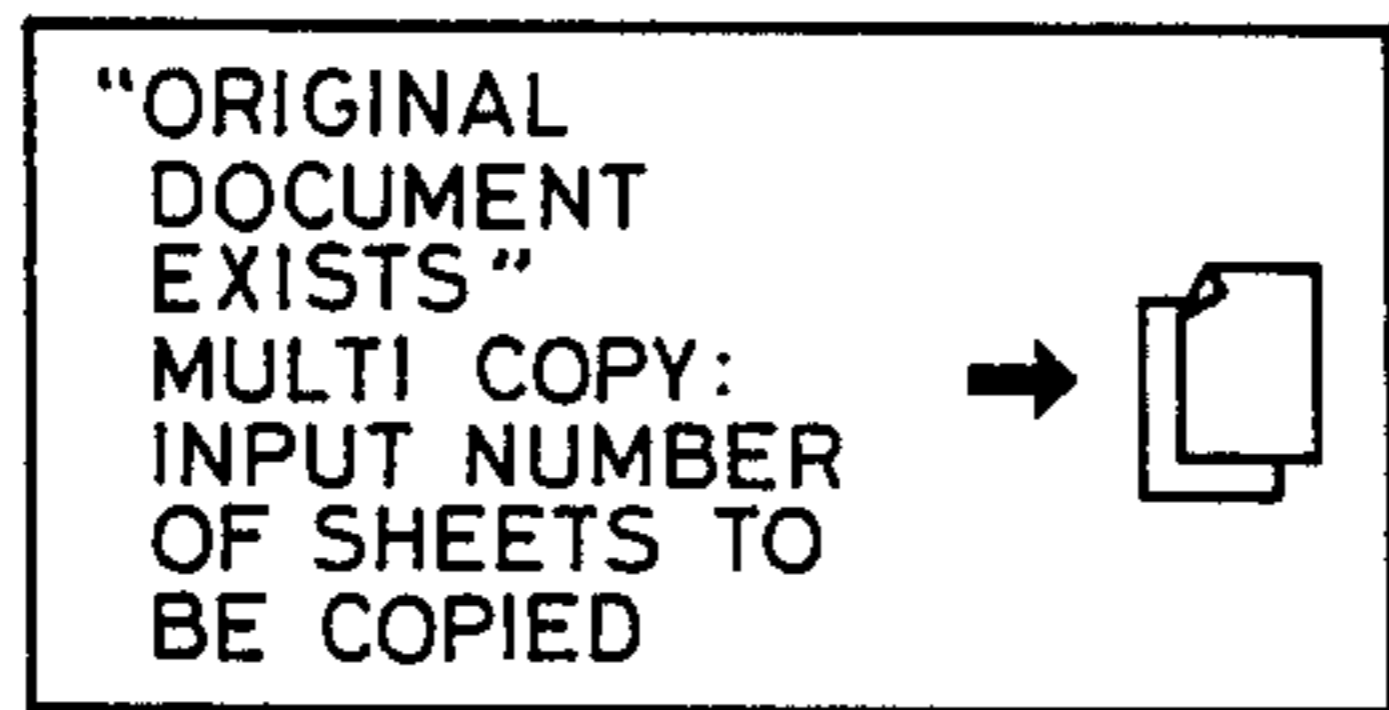 "ORIGINAL
DOCUMENT
EXISTS"
MULTI COPY:
INPUT NUMBER
OF SHEETS TO
BE COPIED